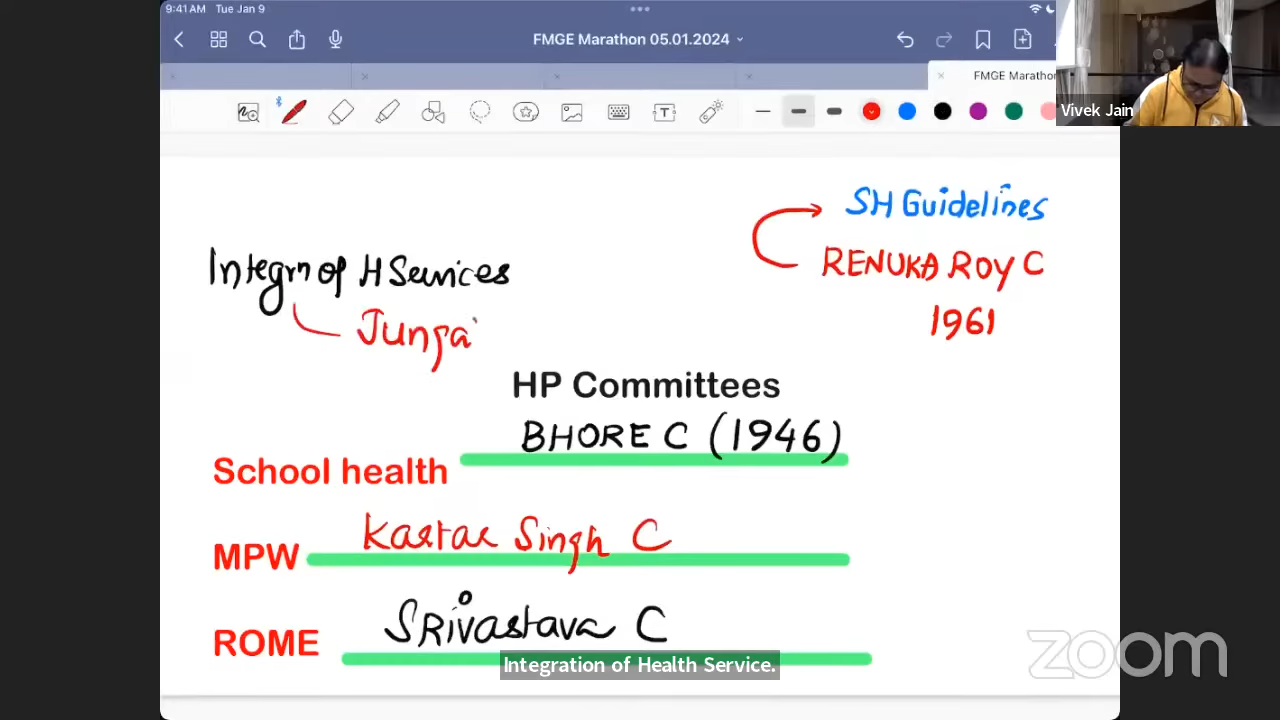 9:41AM Tue Jan 9
FMGE Marathon 05.01.2024
FMGE Marathon
Vivek Jain
SH Guidelines
RENUKA ROY C
1961
Integrn of H Services
Junga
HP Committees
BHORE C (1946)
School health
Kartar Singh C
MPW
SRivastava C
ROME
Integration of Health Service.
zoom